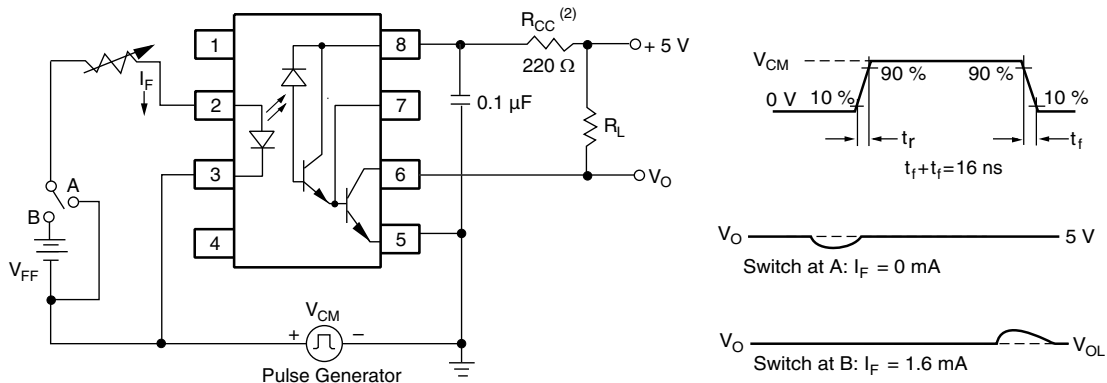 1
2
3
4
8
7
6
5
I_F
A
B
V_FF
V_CM
+
–
Pulse Generator
0.1 µF
R_CC (2)
220 Ω
+ 5 V
R_L
V_O
V_CM
90 % 90 %
0 V 10 % 10 %
t_r t_f
t_f+t_f = 16 ns
V_O 5 V
Switch at A: I_F = 0 mA
V_O V_OL
Switch at B: I_F = 1.6 mA